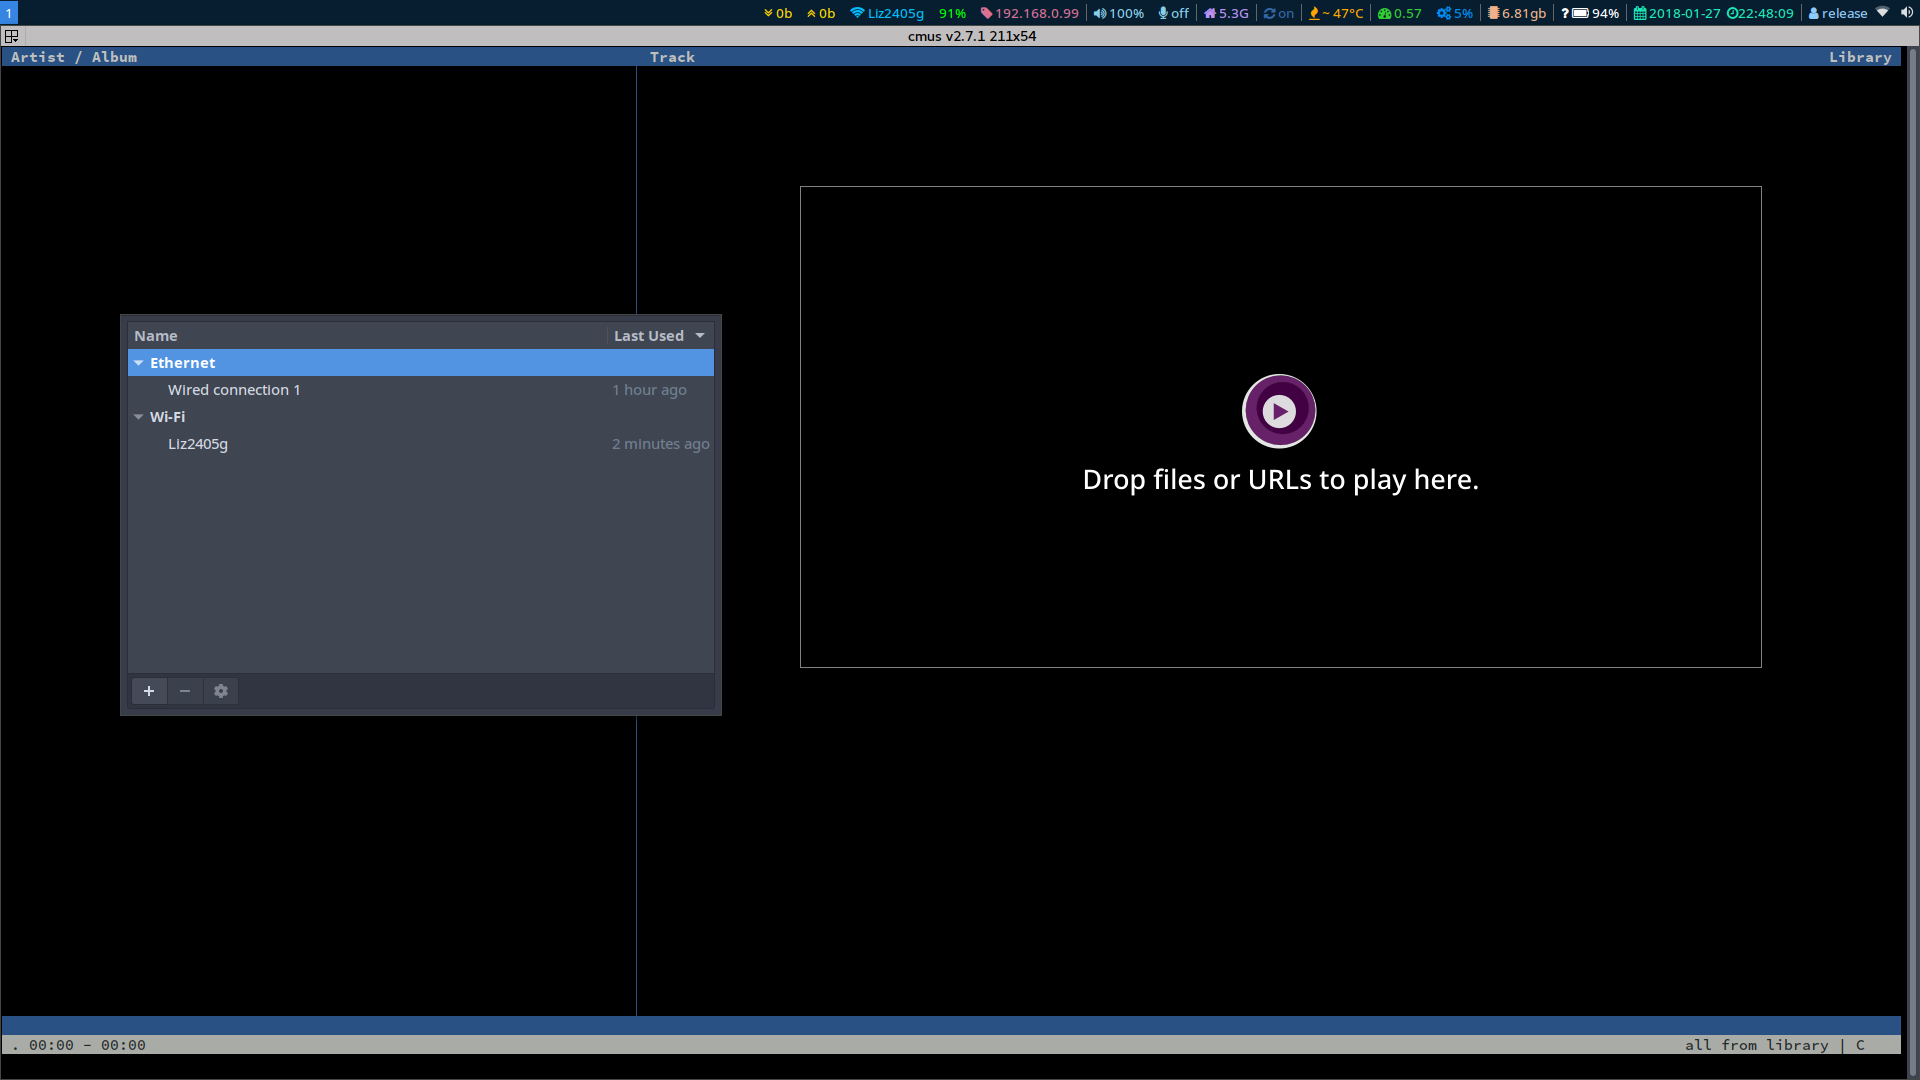 1 0b 0b Liz2405g 91% 192.168.0.99 100% off 5.3G on ~ 47°C 0.57 5% 6.81gb ? 94% 2018-01-27 22:48:09 release
cmus v2.7.1 211x54
Artist / Album Track Library
Name Last Used
Ethernet
Wired connection 1 1 hour ago
Wi-Fi
Liz2405g 2 minutes ago
+ −
Drop files or URLs to play here.
. 00:00 - 00:00 all from library | C